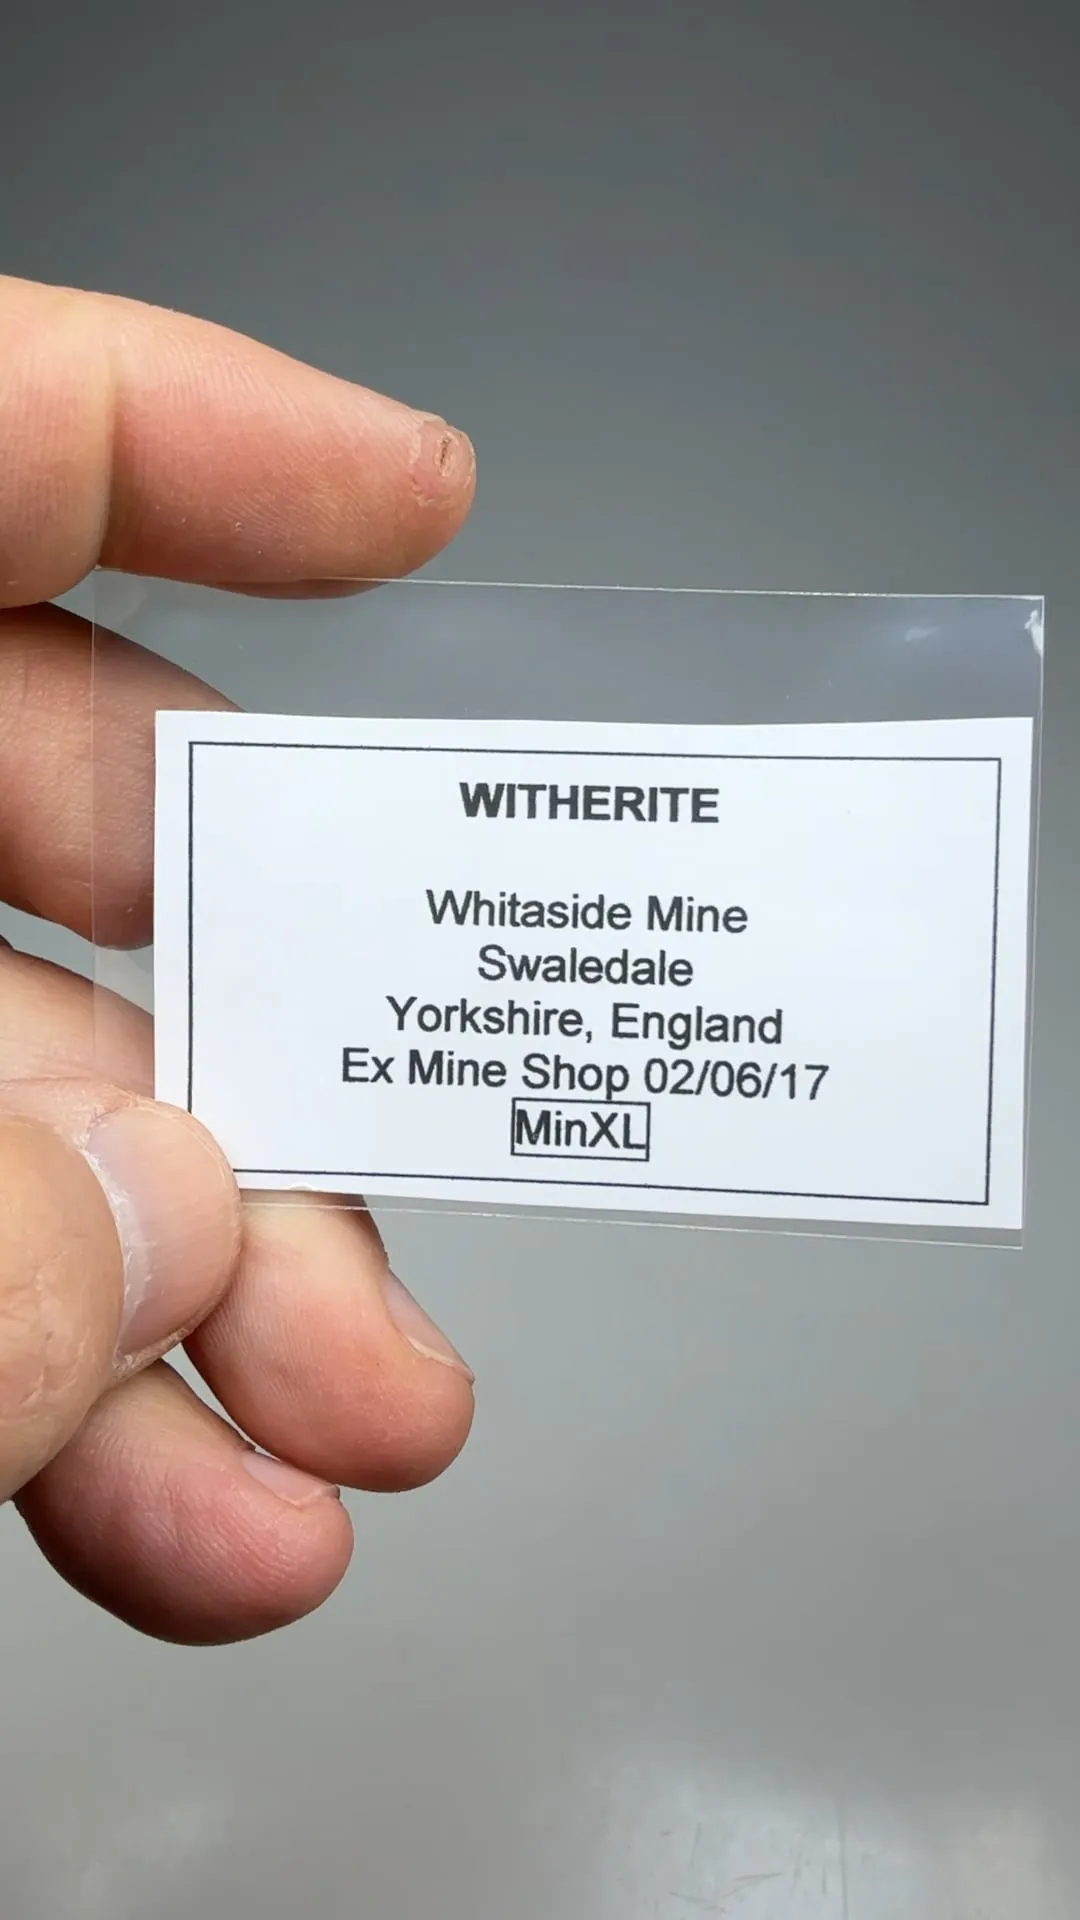 WITHERITE
Whitaside Mine
Swaledale
Yorkshire, England
Ex Mine Shop 02/06/17
MinXL